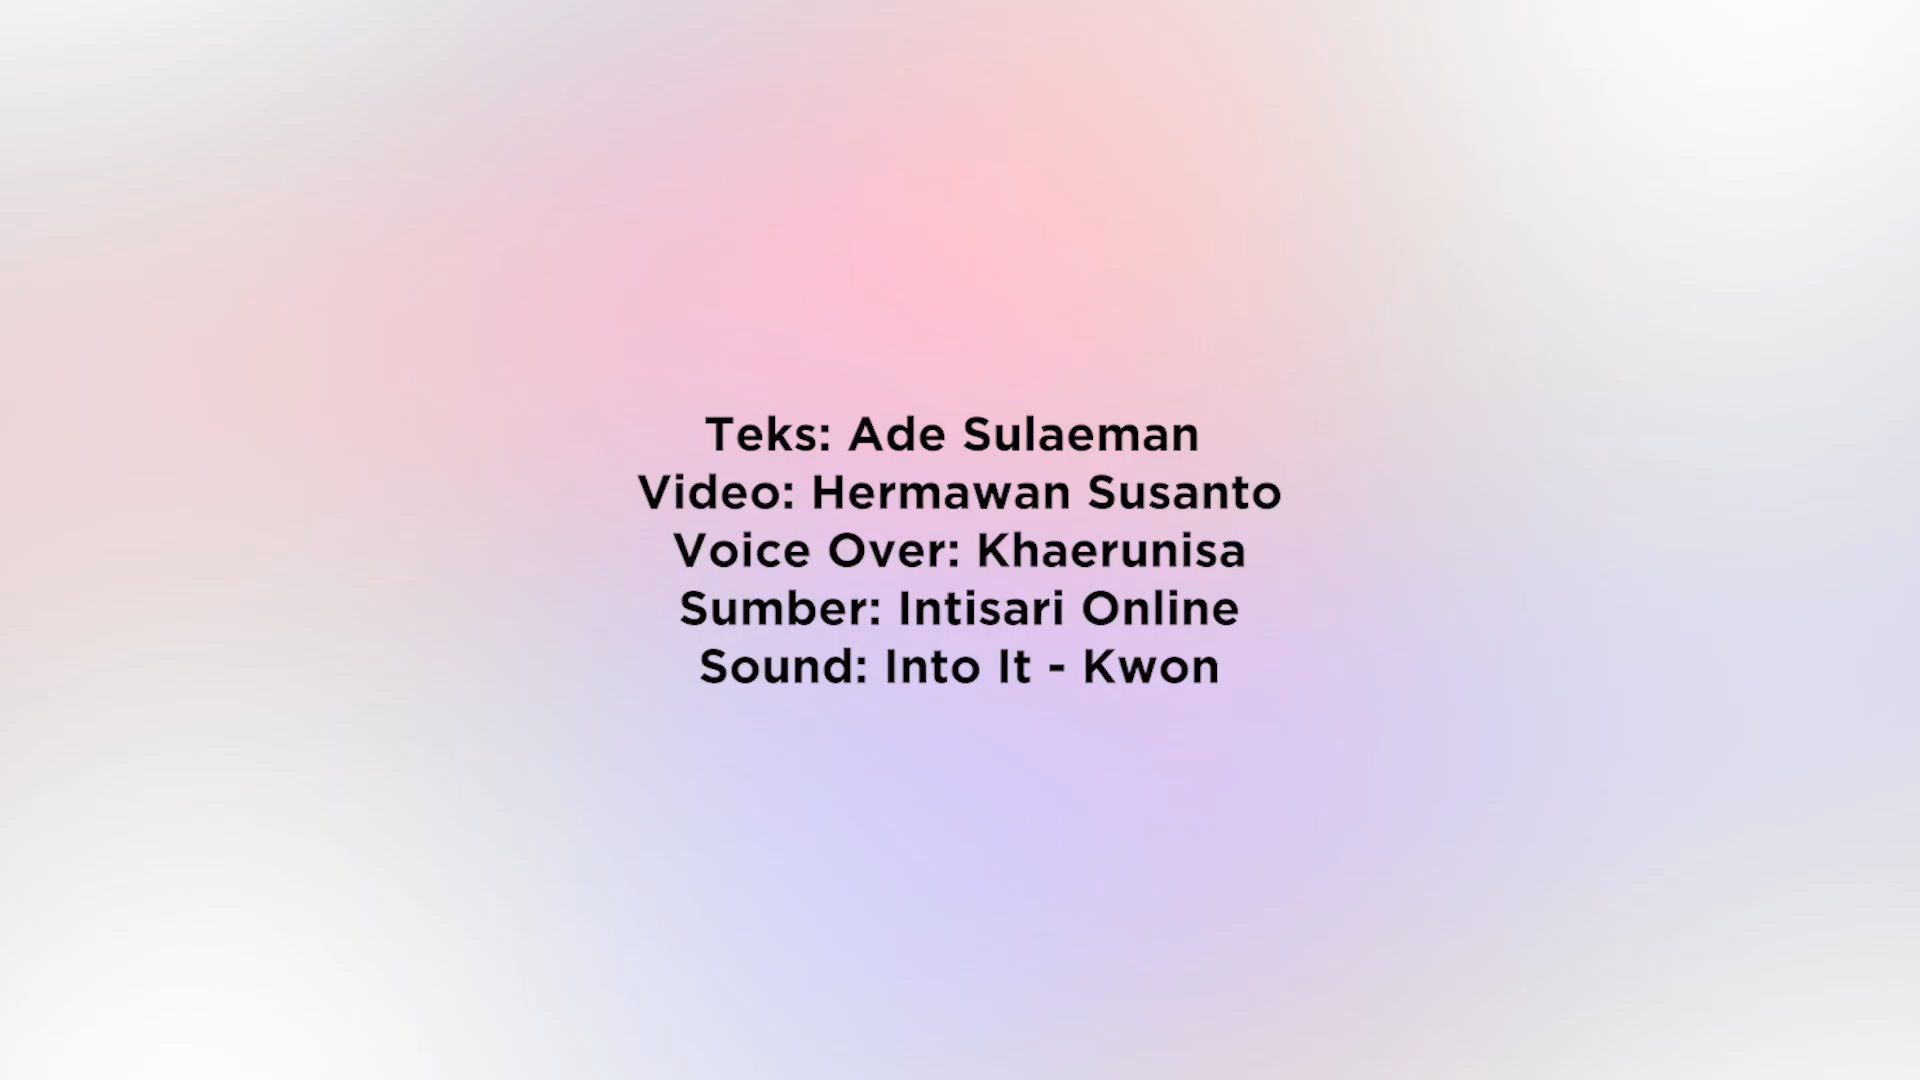 Teks: Ade Sulaeman
Video: Hermawan Susanto
Voice Over: Khaerunisa
Sumber: Intisari Online
Sound: Into It - Kwon